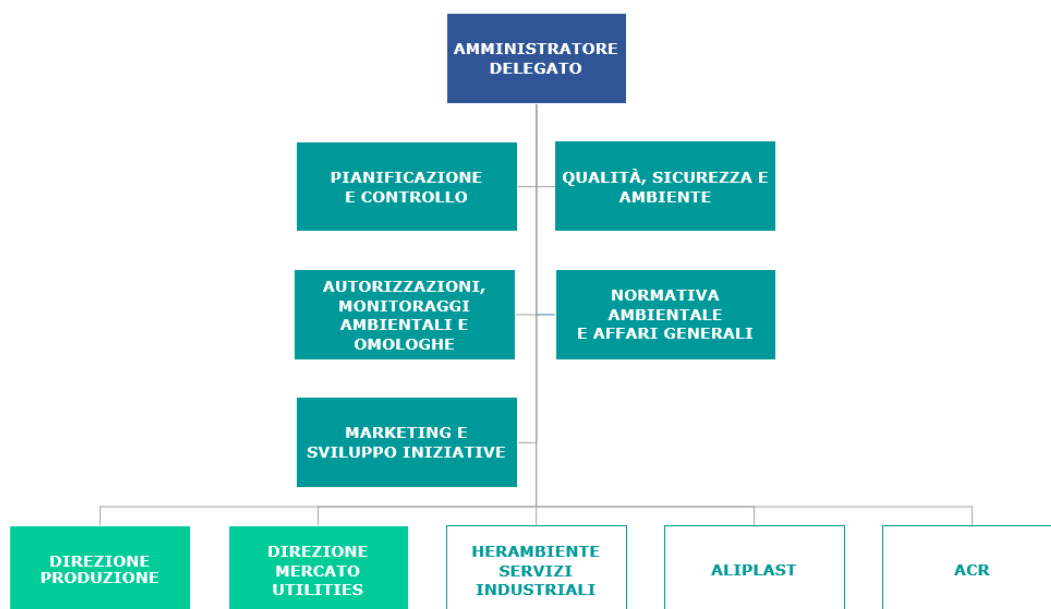 AMMINISTRATORE
DELEGATO
PIANIFICAZIONE
E CONTROLLO
QUALITÀ, SICUREZZA E
AMBIENTE
AUTORIZZAZIONI,
MONITORAGGI
AMBIENTALI E
OMOLOGHE
NORMATIVA
AMBIENTALE
E AFFARI GENERALI
MARKETING E
SVILUPPO INIZIATIVE
DIREZIONE
PRODUZIONE
DIREZIONE
MERCATO
UTILITIES
HERAMBIENTE
SERVIZI
INDUSTRIALI
ALIPLAST
ACR